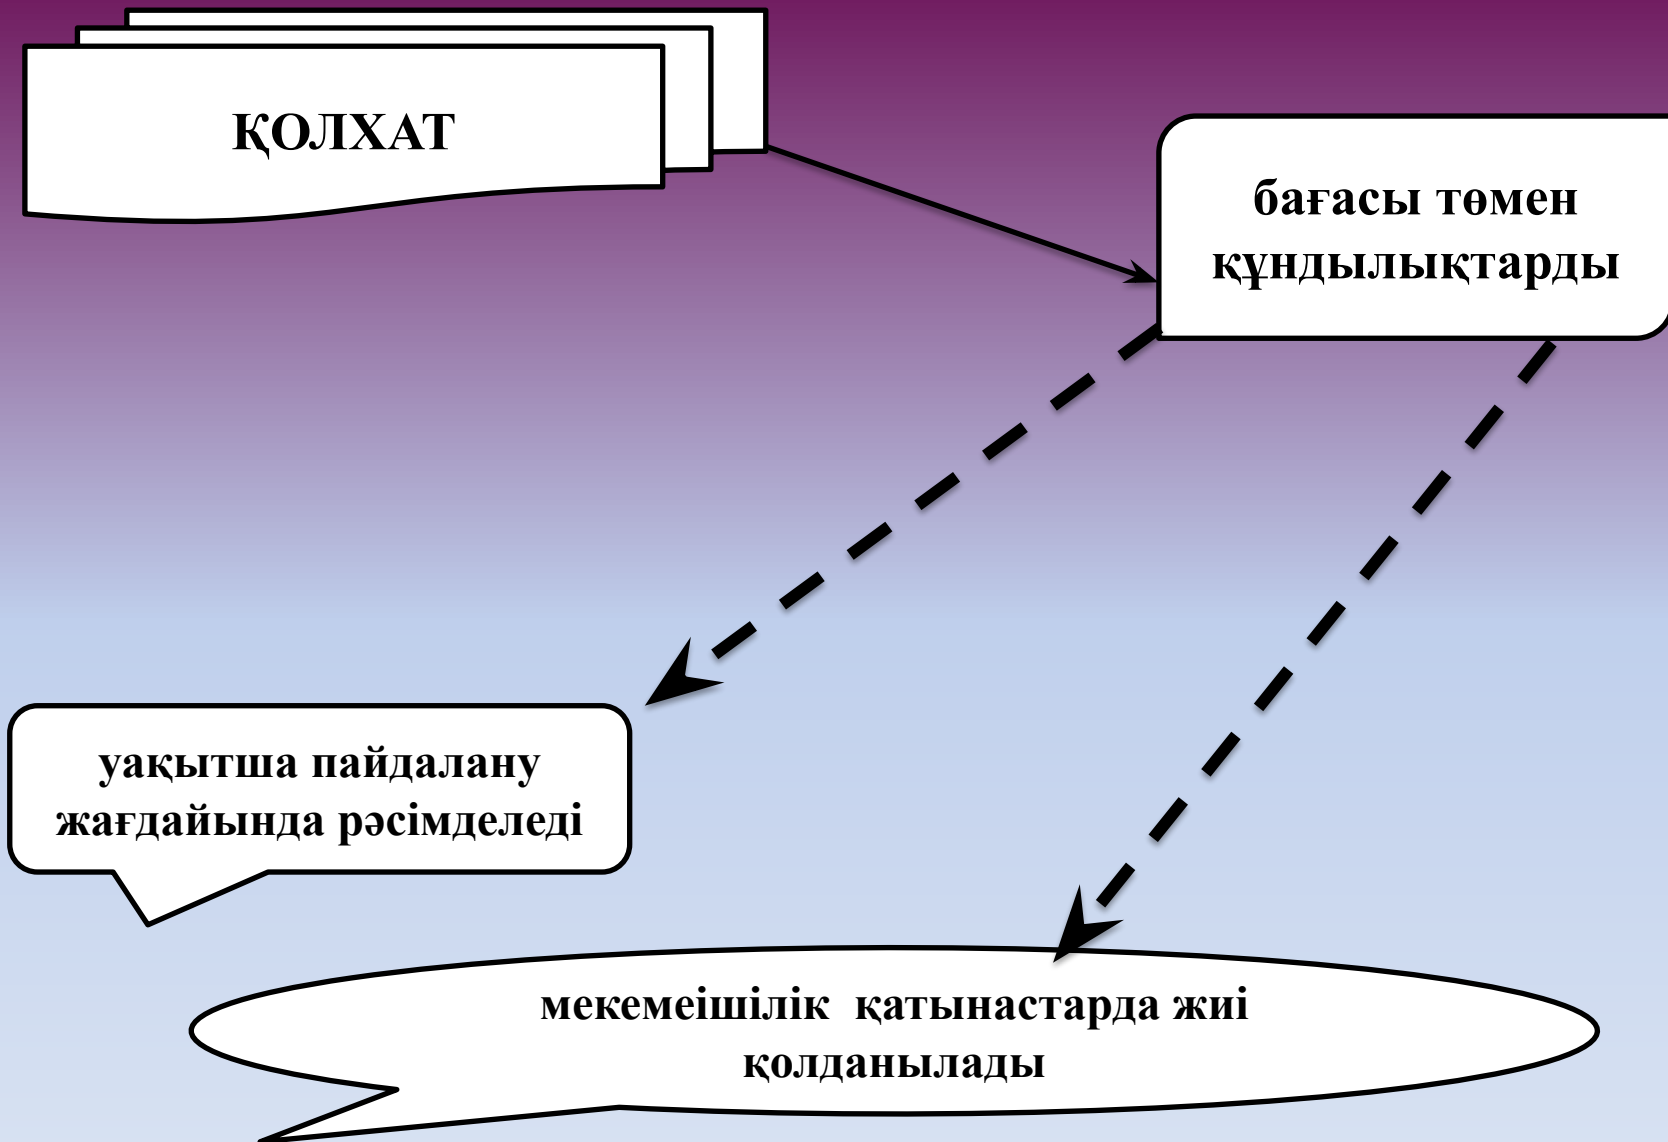 ҚОЛХАТ
бағасы төмен
құндылықтарды
уақытша пайдалану
жағдайында рәсімделеді
мекемеішілік қатынастарда жиі
қолданылады